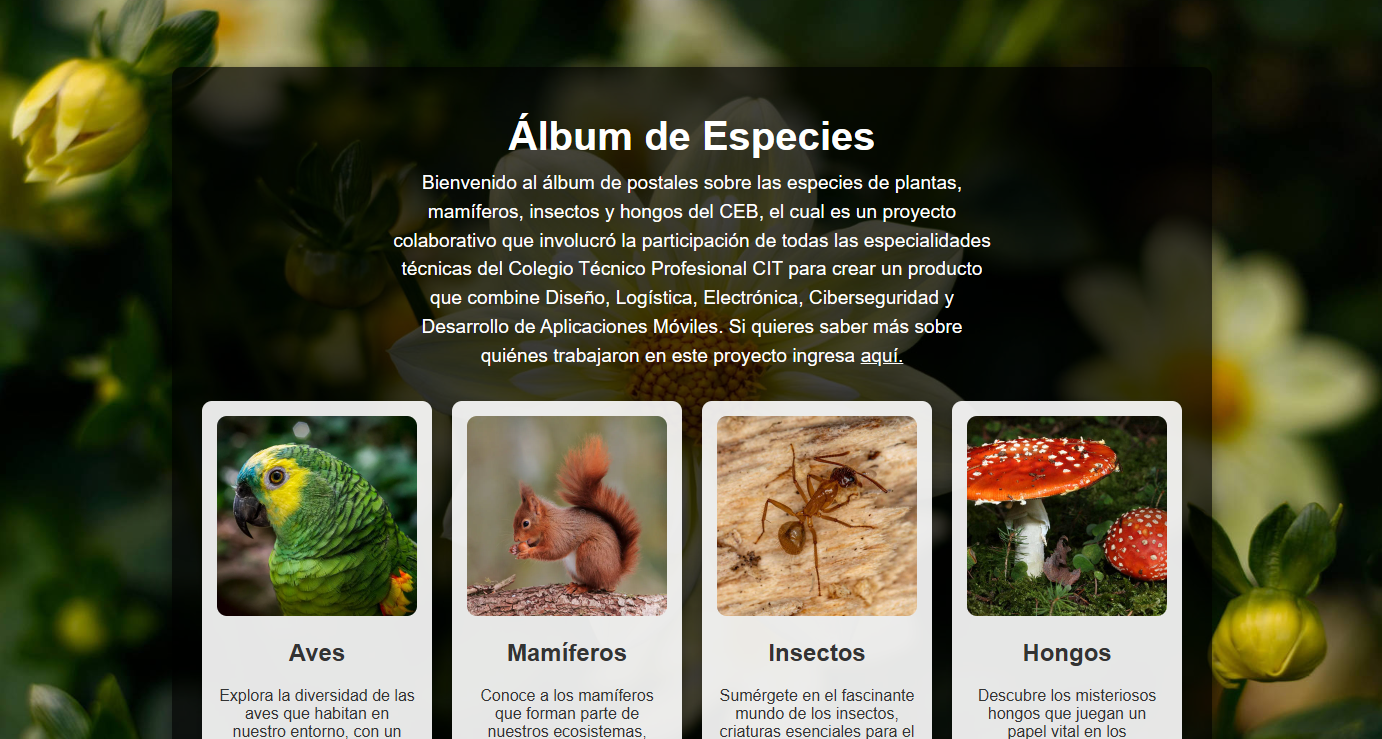 Álbum de Especies
Bienvenido al álbum de postales sobre las especies de plantas,
mamíferos, insectos y hongos del CEB, el cual es un proyecto
colaborativo que involucró la participación de todas las especialidades
técnicas del Colegio Técnico Profesional CIT para crear un producto
que combine Diseño, Logística, Electrónica, Ciberseguridad y
Desarrollo de Aplicaciones Móviles. Si quieres saber más sobre
quiénes trabajaron en este proyecto ingresa aquí.
Aves
Explora la diversidad de las
aves que habitan en
nuestro entorno, con un
Mamíferos
Conoce a los mamíferos
que forman parte de
nuestros ecosistemas,
Insectos
Sumérgete en el fascinante
mundo de los insectos,
criaturas esenciales para el
Hongos
Descubre los misteriosos
hongos que juegan un
papel vital en los